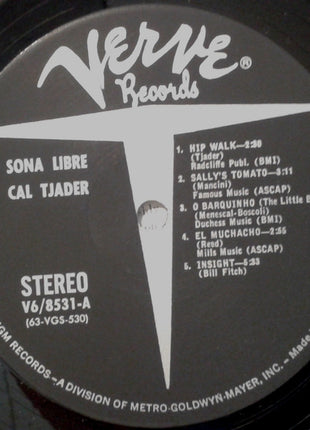 VERVE®
Records
SONA LIBRE
CAL TJADER
STEREO
V6/8531-A
(63-VGS-530)
1. HIP WALK—2:30
(Tjader)
Radcliffe Publ. (BMI)
2. SALLY'S TOMATO—3:11
(Mancini)
Famous Music (ASCAP)
3. O BARQUINHO (The Little B
(Menescal-Boscoli)
Duchess Music (BMI)
4. EL MUCHACHO—2:55
(Reed)
Mills Music (ASCAP)
5. INSIGHT—5:33
(Bill Fitch)
GM RECORDS—A DIVISION OF METRO-GOLDWYN-MAYER, INC.—Made